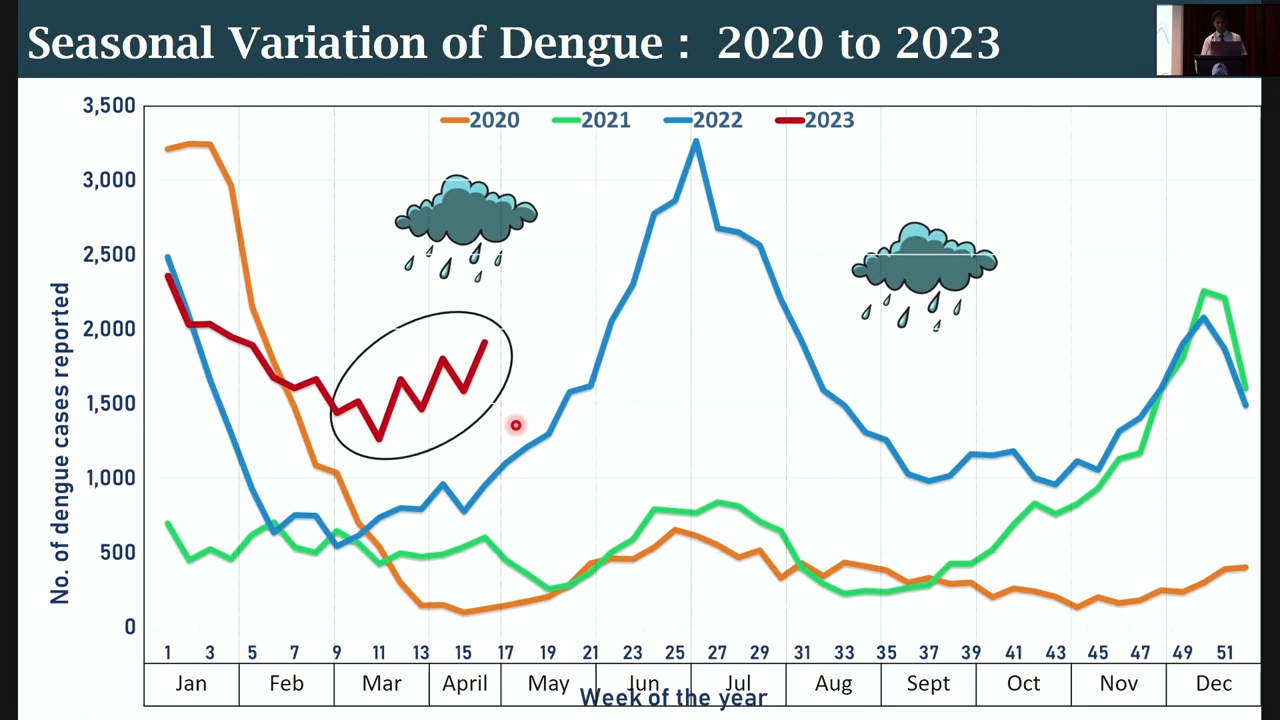 Seasonal Variation of Dengue : 2020 to 2023
3,500
2020 2021 2022 2023
3,000
2,500
2,000
1,500
1,000
500
0
No. of dengue cases reported
1 3 5 7 9 11 13 15 17 19 21 23 25 27 29 31 33 35 37 39 41 43 45 47 49 51
Jan Feb Mar April May Jun Jul Aug Sept Oct Nov Dec
Week of the year